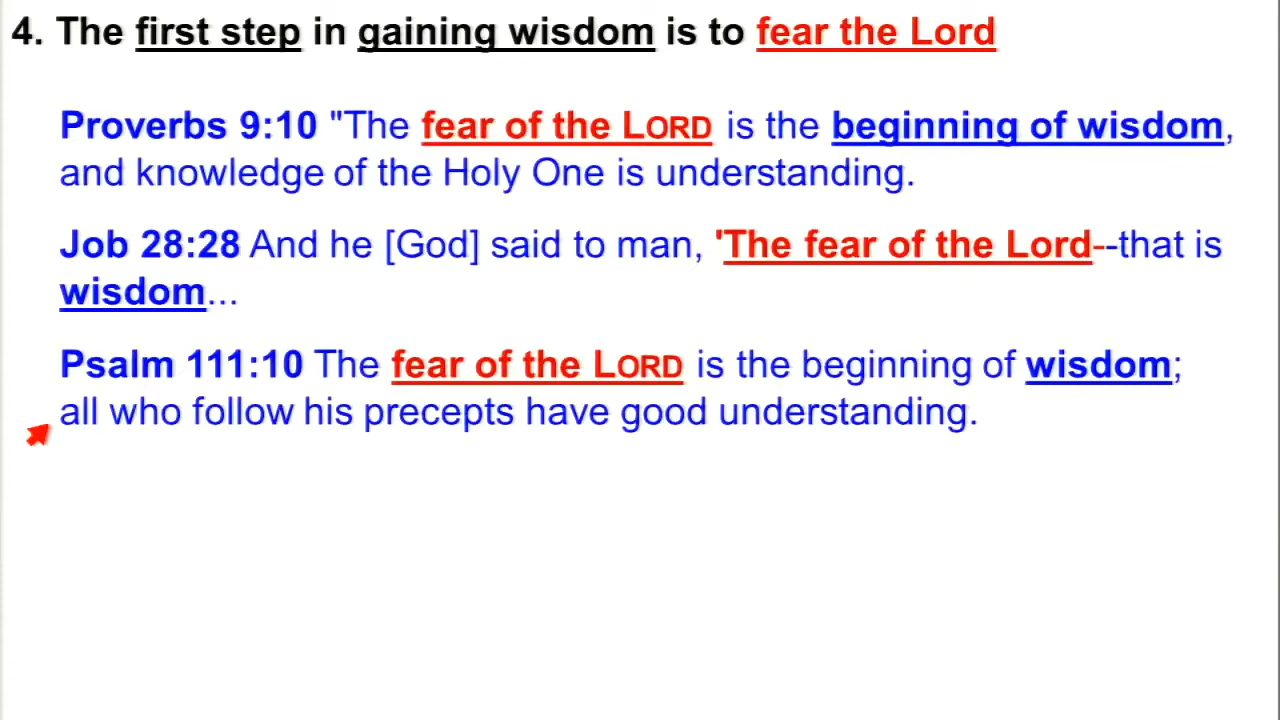 4. The first step in gaining wisdom is to fear the Lord
Proverbs 9:10 "The fear of the LORD is the beginning of wisdom,
and knowledge of the Holy One is understanding.
Job 28:28 And he [God] said to man, 'The fear of the Lord--that is
wisdom...
Psalm 111:10 The fear of the LORD is the beginning of wisdom;
all who follow his precepts have good understanding.